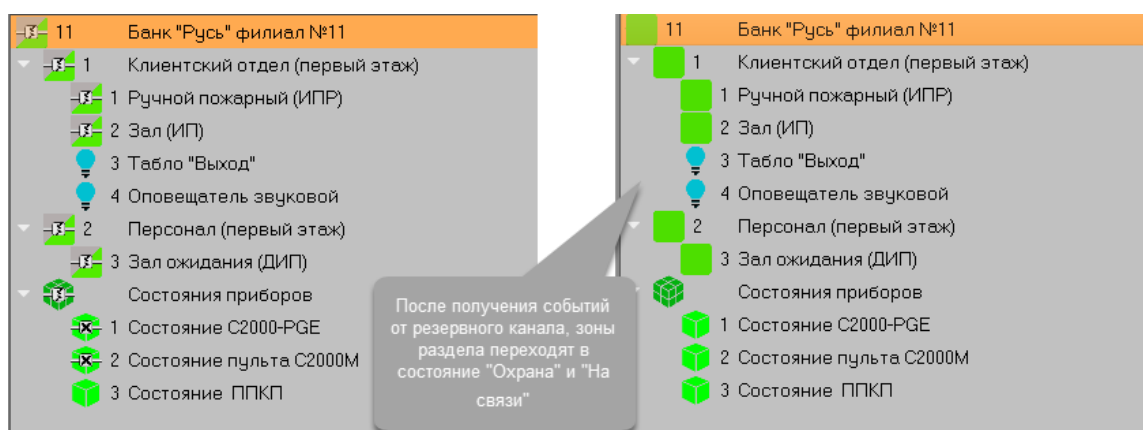 11 Банк "Русь" филиал №11
1 Клиентский отдел (первый этаж)
1 Ручной пожарный (ИПР)
2 Зал (ИП)
3 Табло "Выход"
4 Оповещатель звуковой
2 Персонал (первый этаж)
3 Зал ожидания (ДИП)
Состояния приборов
1 Состояние С2000-PGE
2 Состояние пульта С2000М
3 Состояние ППКП
После получения событий
от резервного канала, зоны
раздела переходят в
состояние "Охрана" и "На
связи"
11 Банк "Русь" филиал №11
1 Клиентский отдел (первый этаж)
1 Ручной пожарный (ИПР)
2 Зал (ИП)
3 Табло "Выход"
4 Оповещатель звуковой
2 Персонал (первый этаж)
3 Зал ожидания (ДИП)
Состояния приборов
1 Состояние С2000-PGE
2 Состояние пульта С2000М
3 Состояние ППКП